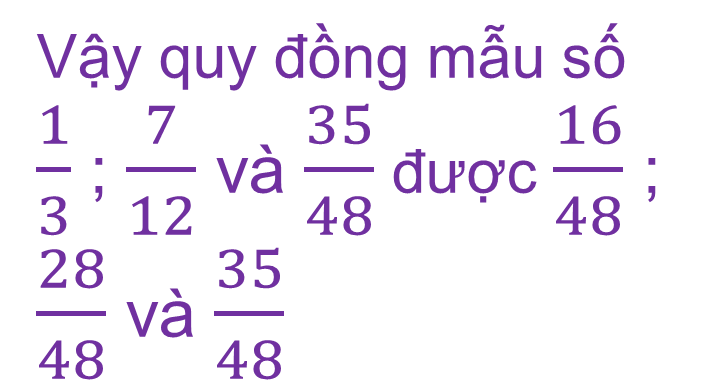 Vậy quy đồng mẫu số
1/3 ; 7/12 và 35/48 được 16/48 ;
28/48 và 35/48